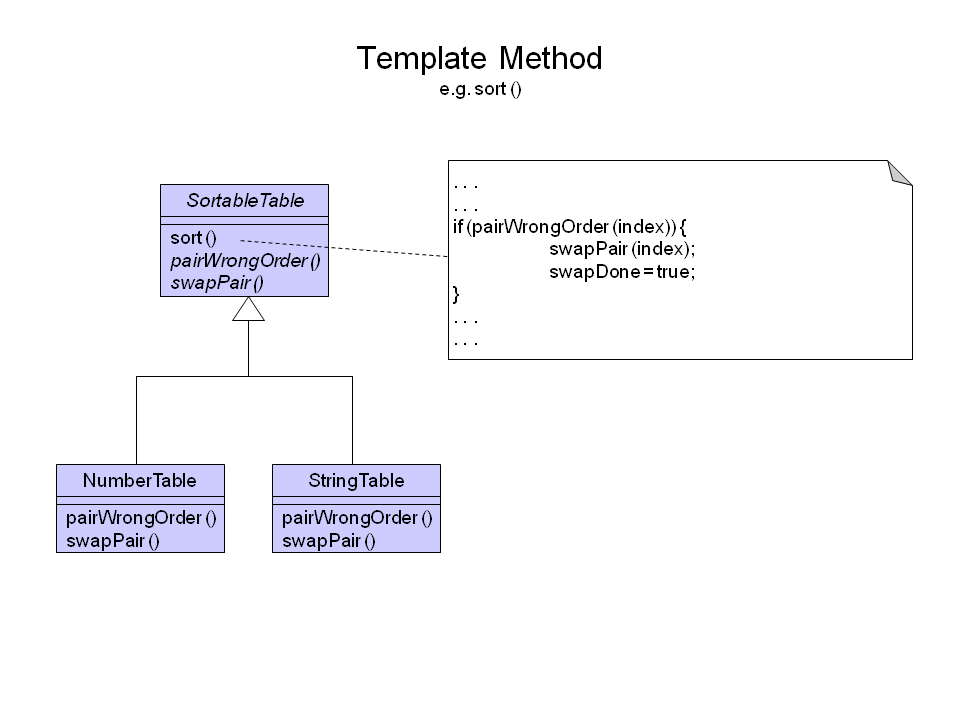 Template Method
e.g. sort ()
SortableTable
sort ()
pairWrongOrder ()
swapPair ()
. . .
. . .
if (pairWrongOrder (index)) {
swapPair (index);
swapDone = true;
}
. . .
. . .
NumberTable
pairWrongOrder ()
swapPair ()
StringTable
pairWrongOrder ()
swapPair ()